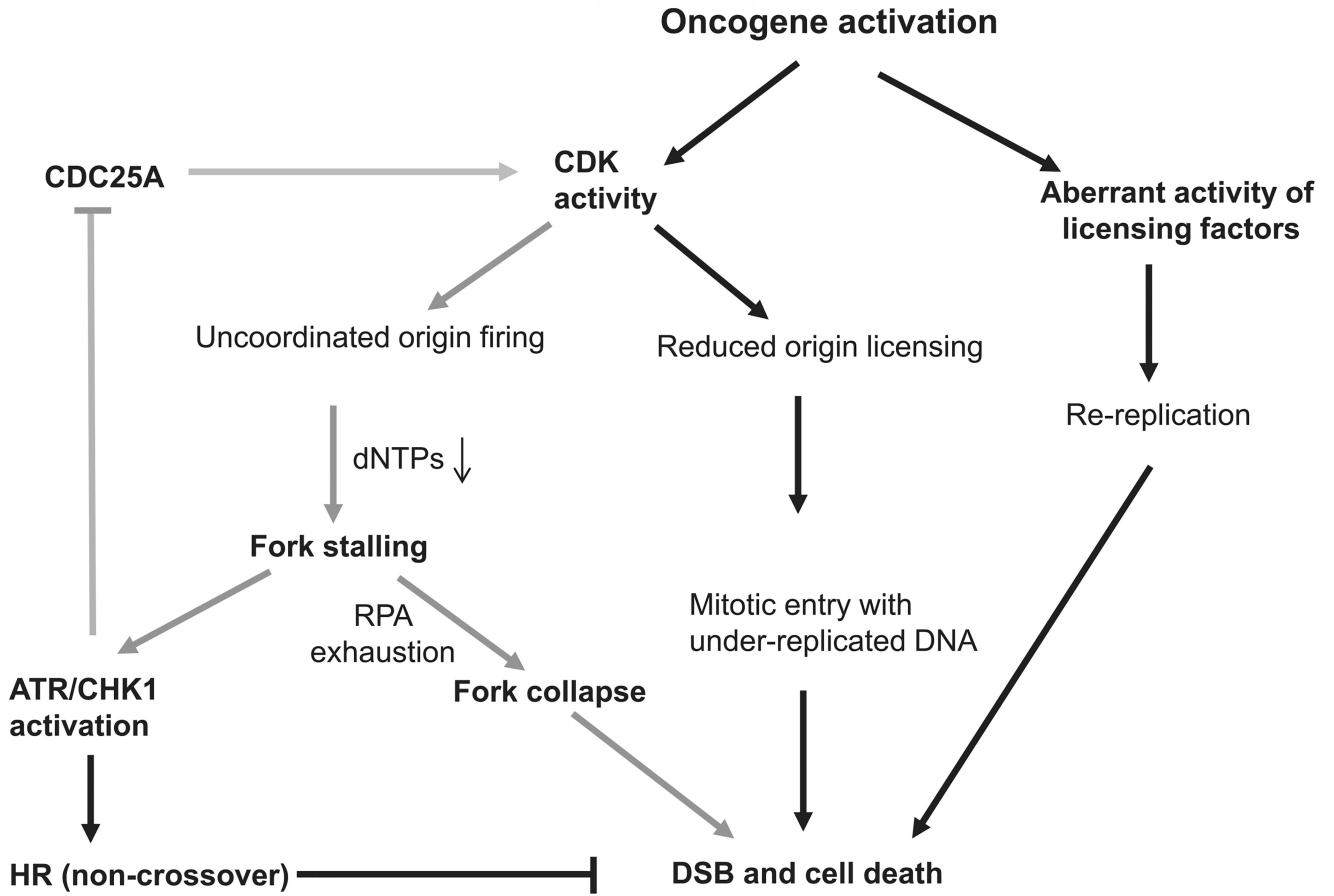 Oncogene activation
CDC25A
CDK
activity
Aberrant activity of
licensing factors
Uncoordinated origin firing
Reduced origin licensing
Re-replication
dNTPs ↓
Fork stalling
RPA
exhaustion
Mitotic entry with
under-replicated DNA
ATR/CHK1
activation
Fork collapse
HR (non-crossover)
DSB and cell death